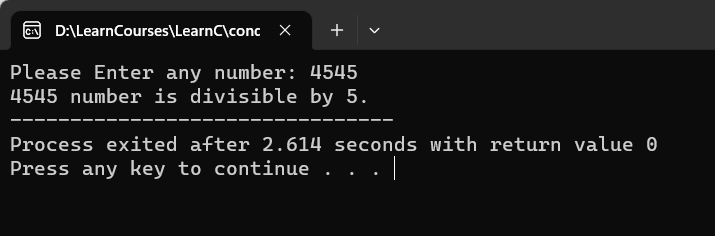 D:\LearnCourses\LearnC\conc
Please Enter any number: 4545
4545 number is divisible by 5.
--------------------------------
Process exited after 2.614 seconds with return value 0
Press any key to continue . . .